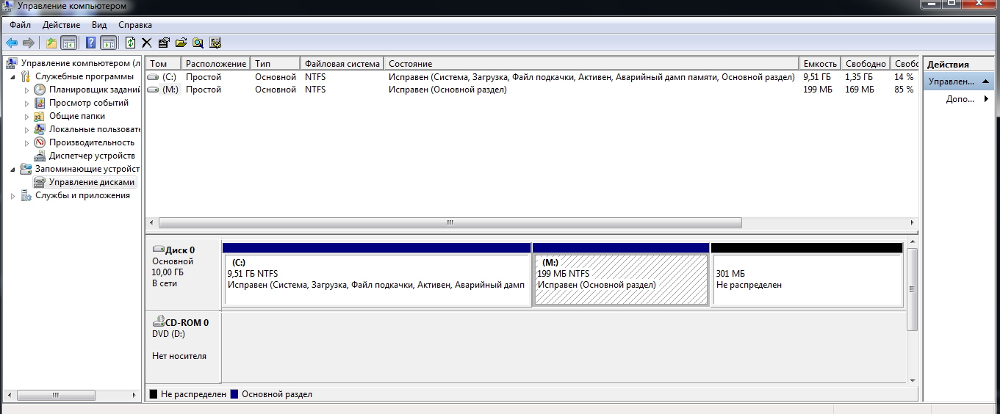 Управление компьютером
Файл Действие Вид Справка
Управление компьютером (л
Служебные программы
Планировщик заданий
Просмотр событий
Общие папки
Локальные пользовате
Производительность
Диспетчер устройств
Запоминающие устройст
Управление дисками
Службы и приложения
Том Расположение Тип Файловая система Состояние Емкость Свободно Своб
(C:) Простой Основной NTFS Исправен (Система, Загрузка, Файл подкачки, Активен, Аварийный дамп памяти, Основной раздел) 9,51 ГБ 1,35 ГБ 14 %
(M:) Простой Основной NTFS Исправен (Основной раздел) 199 МБ 169 МБ 85 %
Диск 0
Основной
10,00 ГБ
В сети
(C:)
9,51 ГБ NTFS
Исправен (Система, Загрузка, Файл подкачки, Активен, Аварийный дамп
(M:)
199 МБ NTFS
Исправен (Основной раздел)
301 МБ
Не распределен
CD-ROM 0
DVD (D:)
Нет носителя
Не распределен Основной раздел
Действия
Управлен...
Допо...